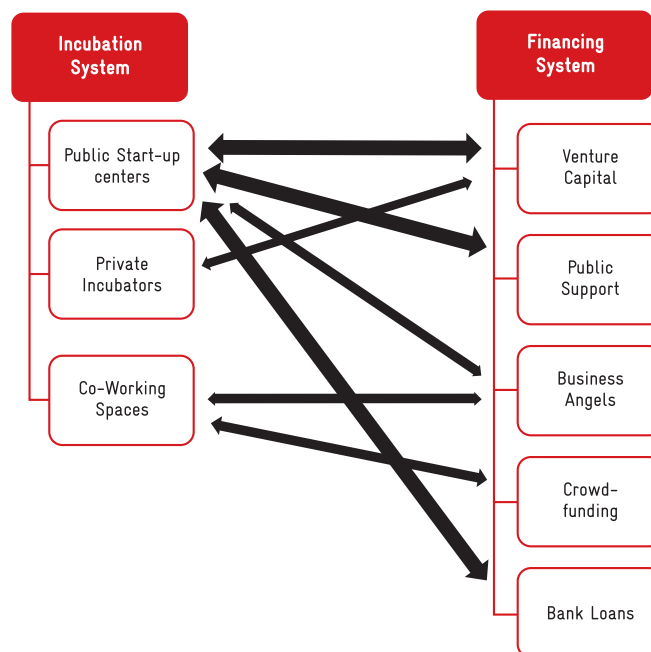 Incubation
System
Public Start-up
centers
Private
Incubators
Co-Working
Spaces
Financing
System
Venture
Capital
Public
Support
Business
Angels
Crowd-
funding
Bank Loans